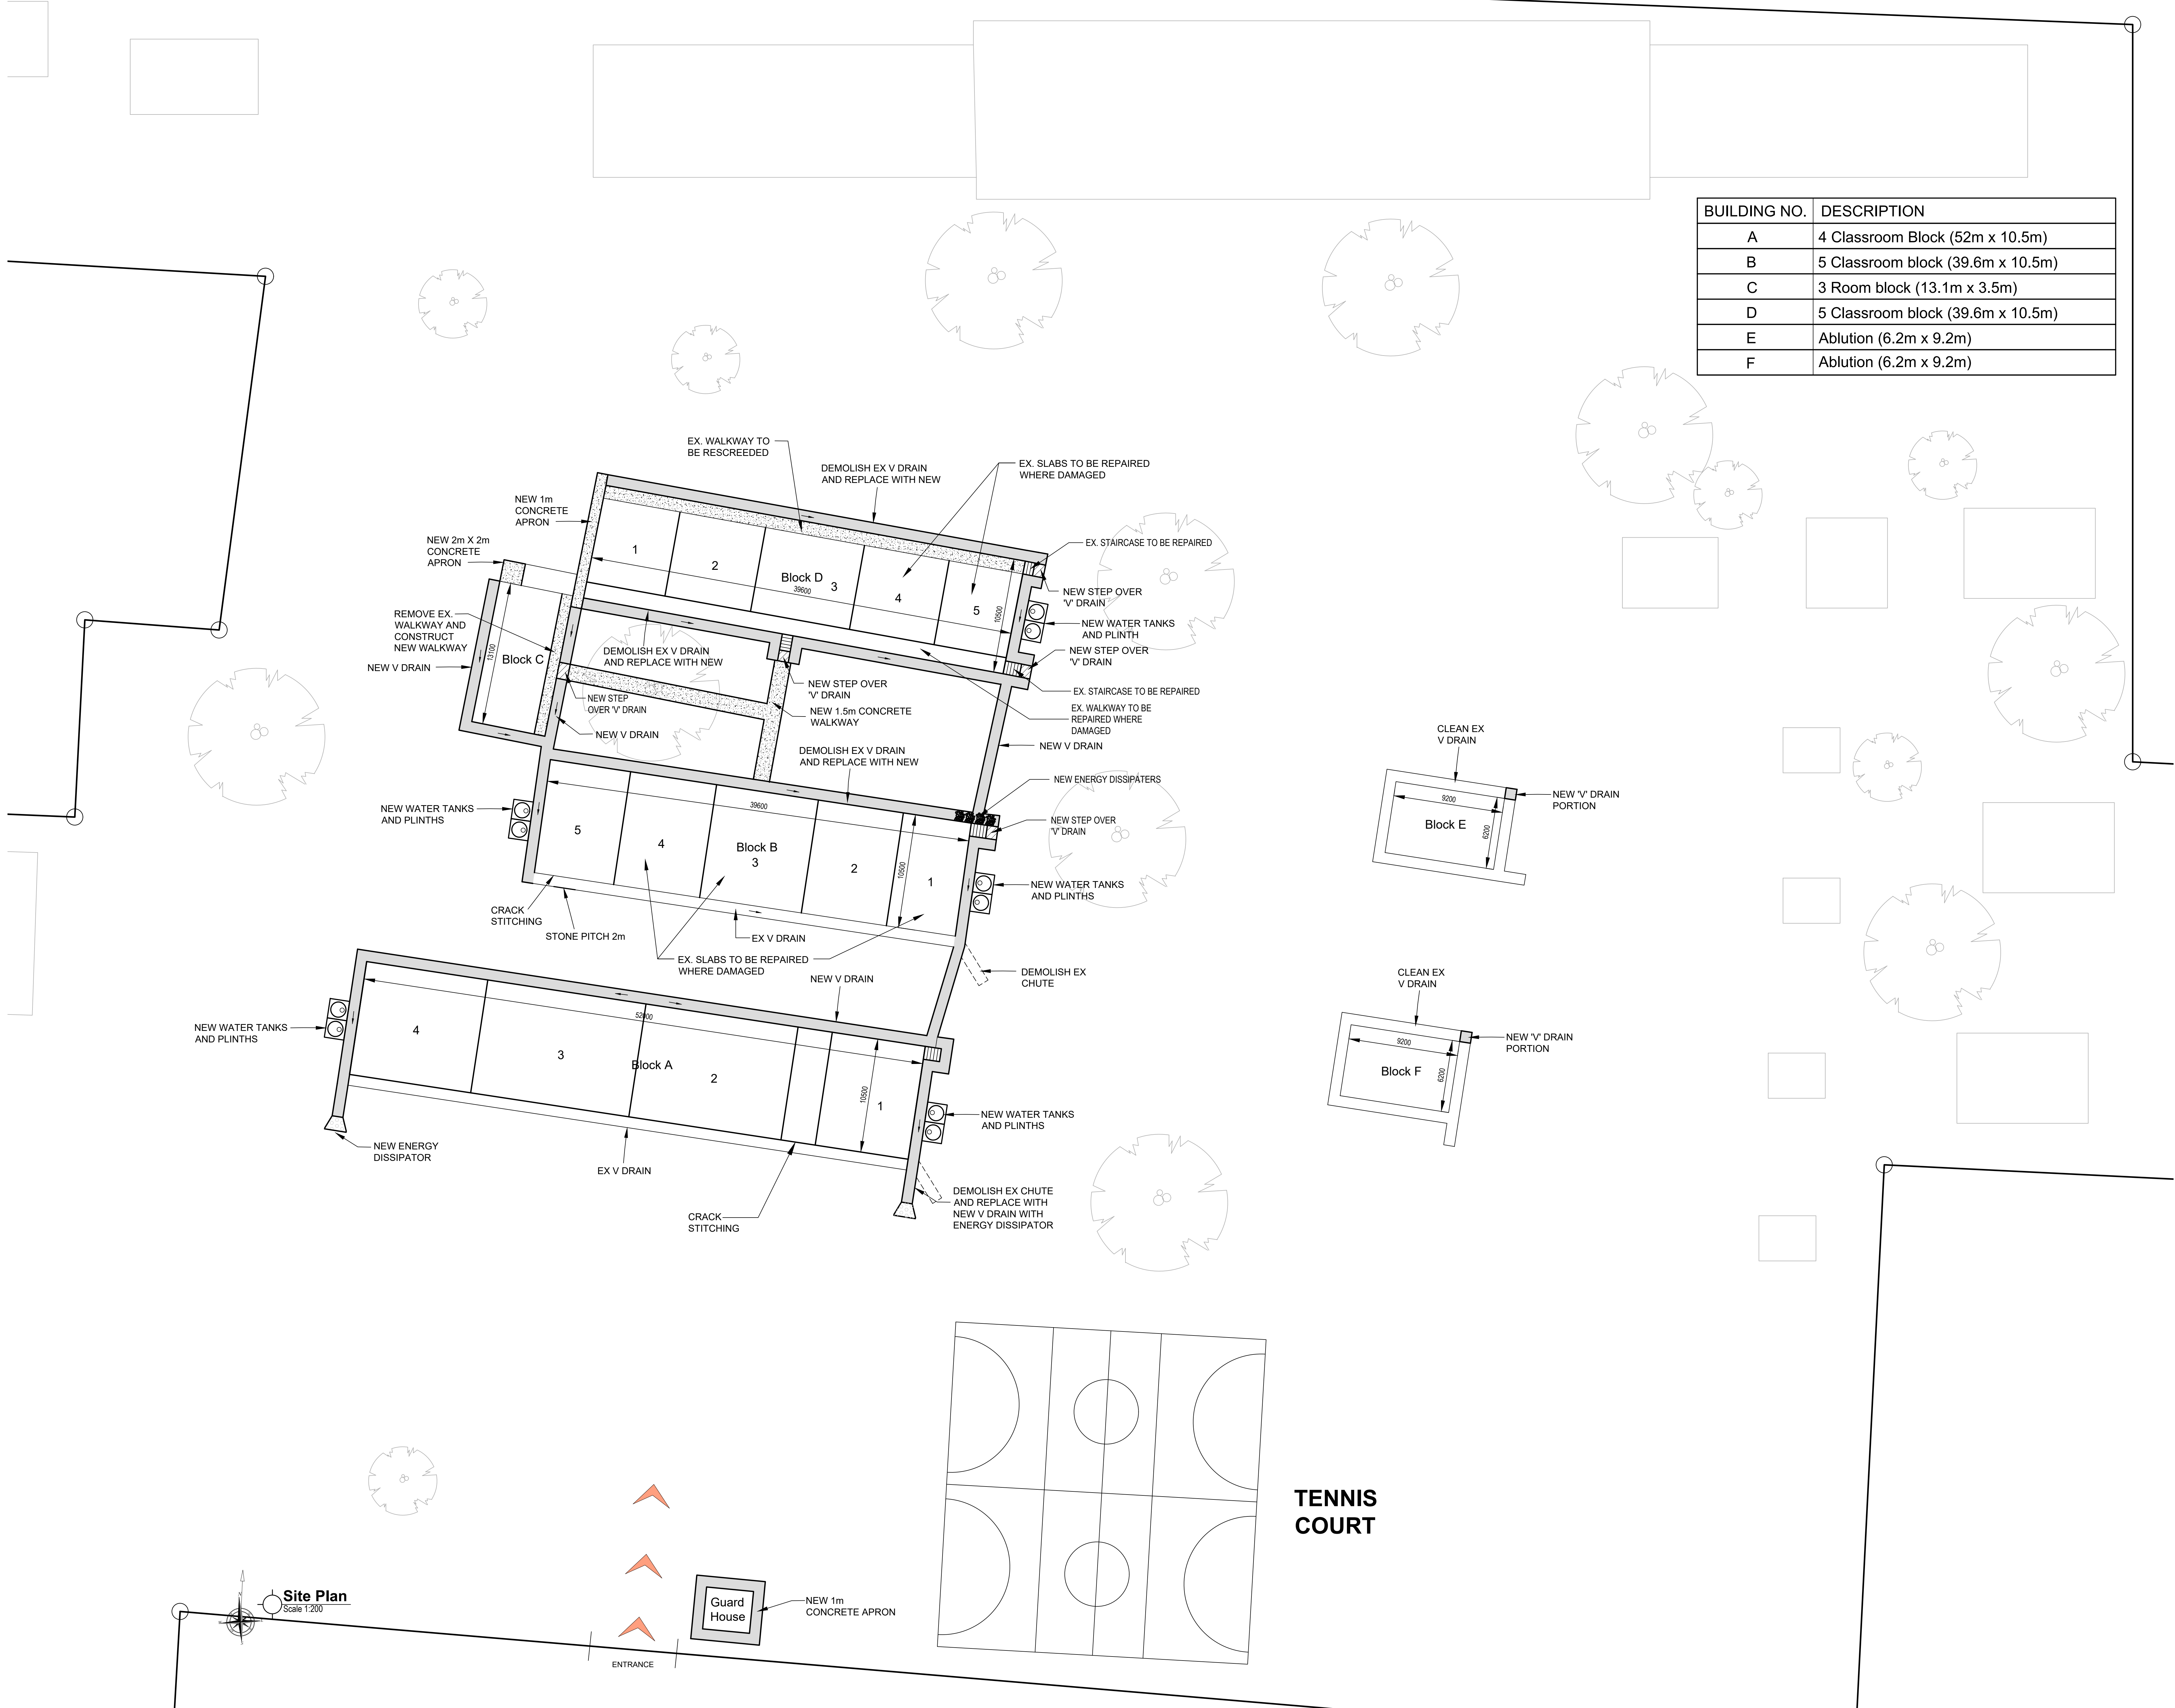 BUILDING NO. DESCRIPTION
A 4 Classroom Block (52m x 10.5m)
B 5 Classroom block (39.6m x 10.5m)
C 3 Room block (13.1m x 3.5m)
D 5 Classroom block (39.6m x 10.5m)
E Ablution (6.2m x 9.2m)
F Ablution (6.2m x 9.2m)
EX. WALKWAY TO
BE RESCREEDED
DEMOLISH EX V DRAIN
AND REPLACE WITH NEW
EX. SLABS TO BE REPAIRED
WHERE DAMAGED
NEW 1m
CONCRETE
APRON
NEW 2m X 2m
CONCRETE
APRON
EX. STAIRCASE TO BE REPAIRED
1
2
Block D
3
39600
4
5
10500
NEW STEP OVER
'V' DRAIN
NEW WATER TANKS
AND PLINTH
NEW STEP OVER
'V' DRAIN
REMOVE EX.
WALKWAY AND
CONSTRUCT
NEW WALKWAY
NEW V DRAIN
13100
Block C
DEMOLISH EX V DRAIN
AND REPLACE WITH NEW
NEW STEP
OVER 'V' DRAIN
NEW STEP OVER
'V' DRAIN
NEW 1.5m CONCRETE
WALKWAY
EX. STAIRCASE TO BE REPAIRED
EX. WALKWAY TO BE
REPAIRED WHERE
DAMAGED
NEW V DRAIN
NEW V DRAIN
DEMOLISH EX V DRAIN
AND REPLACE WITH NEW
NEW ENERGY DISSIPATERS
NEW STEP OVER
'V' DRAIN
NEW WATER TANKS
AND PLINTHS
39600
5
4
Block B
3
2
10500
1
NEW WATER TANKS
AND PLINTHS
CRACK
STITCHING
STONE PITCH 2m
EX V DRAIN
EX. SLABS TO BE REPAIRED
WHERE DAMAGED
DEMOLISH EX
CHUTE
NEW V DRAIN
NEW WATER TANKS
AND PLINTHS
52000
4
3
Block A
2
10500
1
NEW WATER TANKS
AND PLINTHS
NEW ENERGY
DISSIPATOR
EX V DRAIN
CRACK
STITCHING
DEMOLISH EX CHUTE
AND REPLACE WITH
NEW V DRAIN WITH
ENERGY DISSIPATOR
CLEAN EX
V DRAIN
NEW 'V' DRAIN
PORTION
9200
Block E
6200
CLEAN EX
V DRAIN
NEW 'V' DRAIN
PORTION
9200
Block F
6200
TENNIS
COURT
Site Plan
Scale 1:200
N
Guard
House
NEW 1m
CONCRETE APRON
ENTRANCE